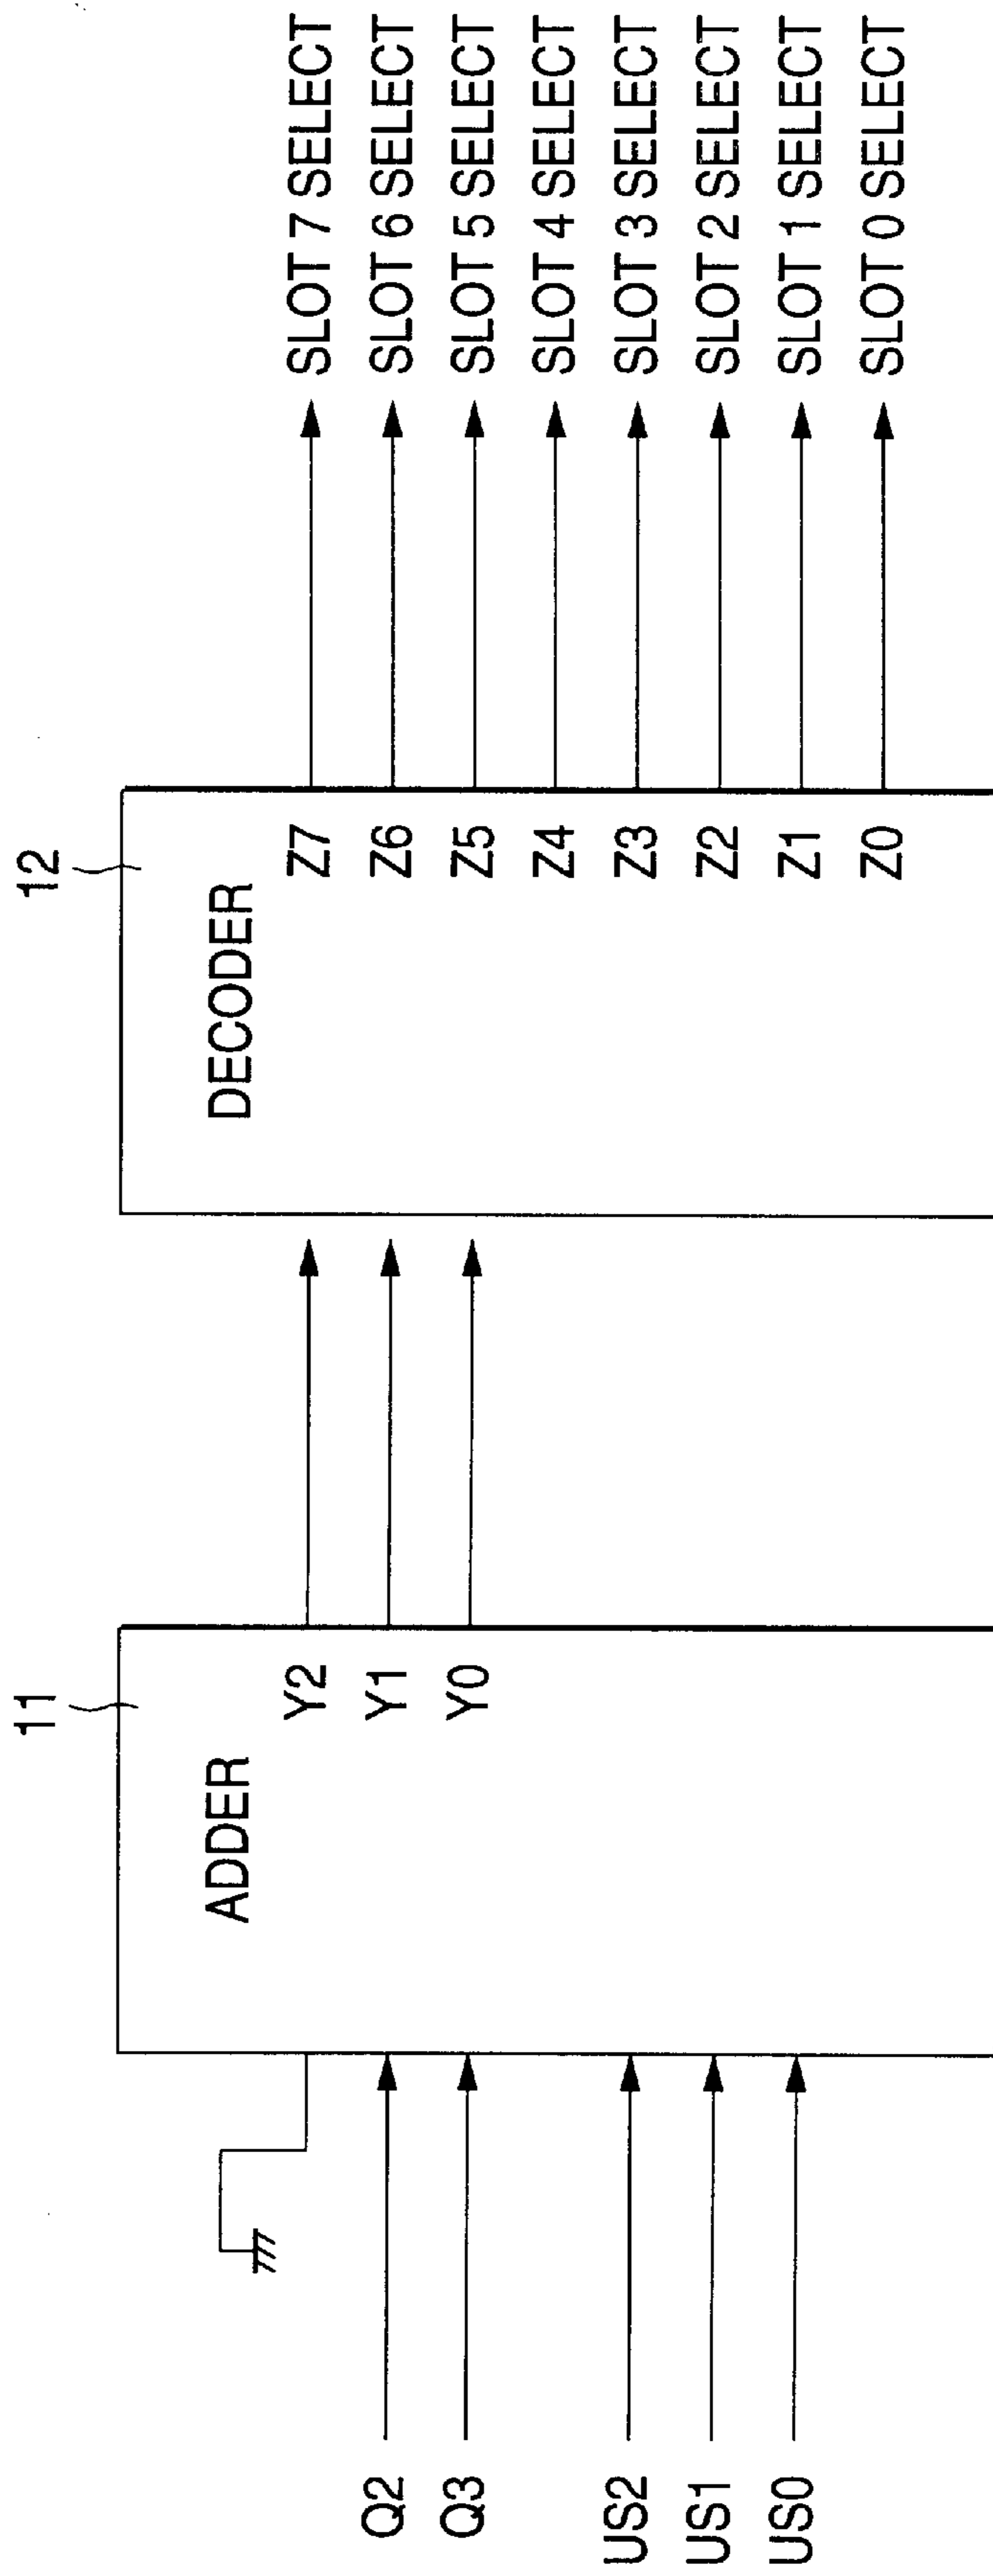 11
12
ADDER
DECODER
Y2
Y1
Y0
Z7
Z6
Z5
Z4
Z3
Z2
Z1
Z0
Q2
Q3
US2
US1
US0
SLOT 7 SELECT
SLOT 6 SELECT
SLOT 5 SELECT
SLOT 4 SELECT
SLOT 3 SELECT
SLOT 2 SELECT
SLOT 1 SELECT
SLOT 0 SELECT